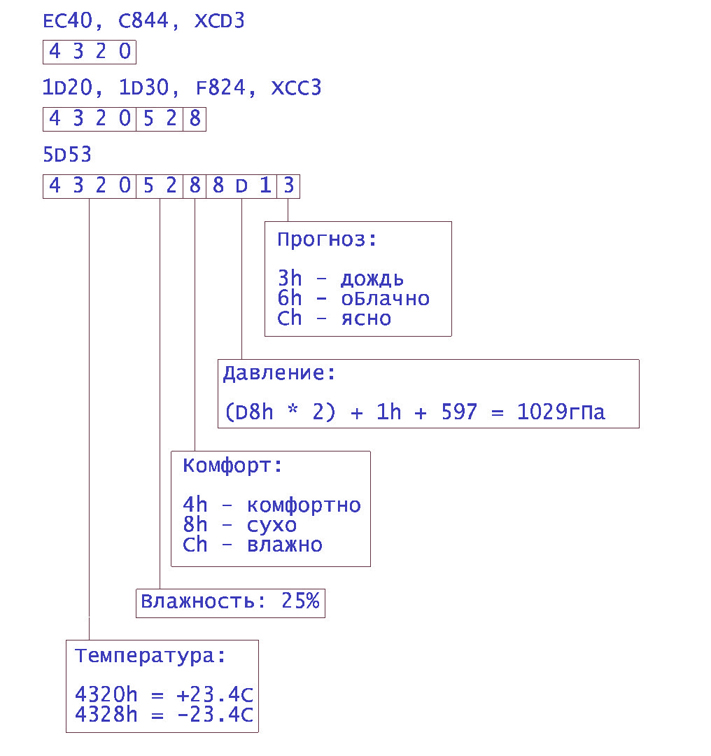 EC40, C844, XCD3
4 3 2 0
1D20, 1D30, F824, XCC3
4 3 2 0 5 2 8
5D53
4 3 2 0 5 2 8 8 D 1 3
Прогноз:
3h - дождь
6h - оБлачно
Ch - ясно
Давление:
(D8h * 2) + 1h + 597 = 1029гПа
Комфорт:
4h - комфортно
8h - сухо
Ch - влажно
Влажность: 25%
Температура:
4320h = +23.4C
4328h = -23.4C